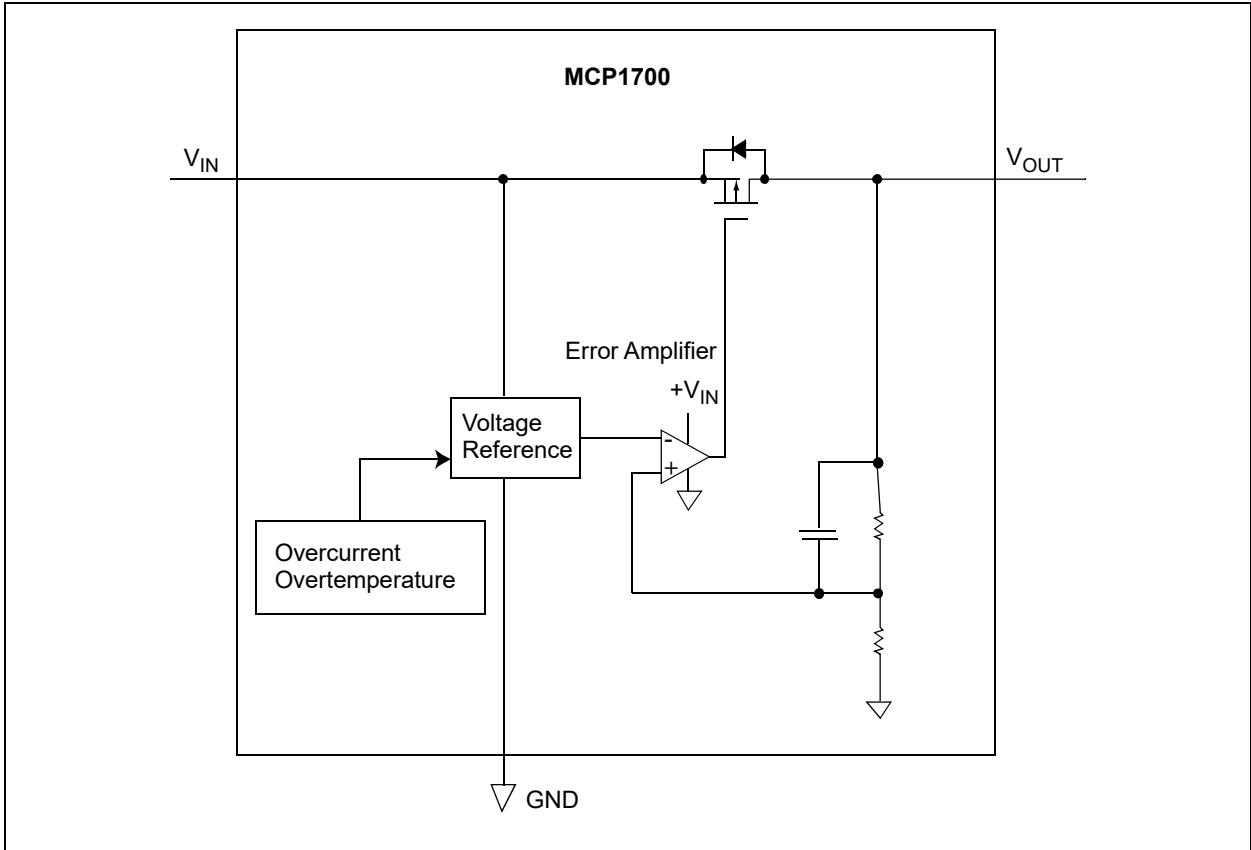 MCP1700
V_IN
V_OUT
Error Amplifier
+V_IN
Voltage
Reference
-
+
Overcurrent
Overtemperature
GND